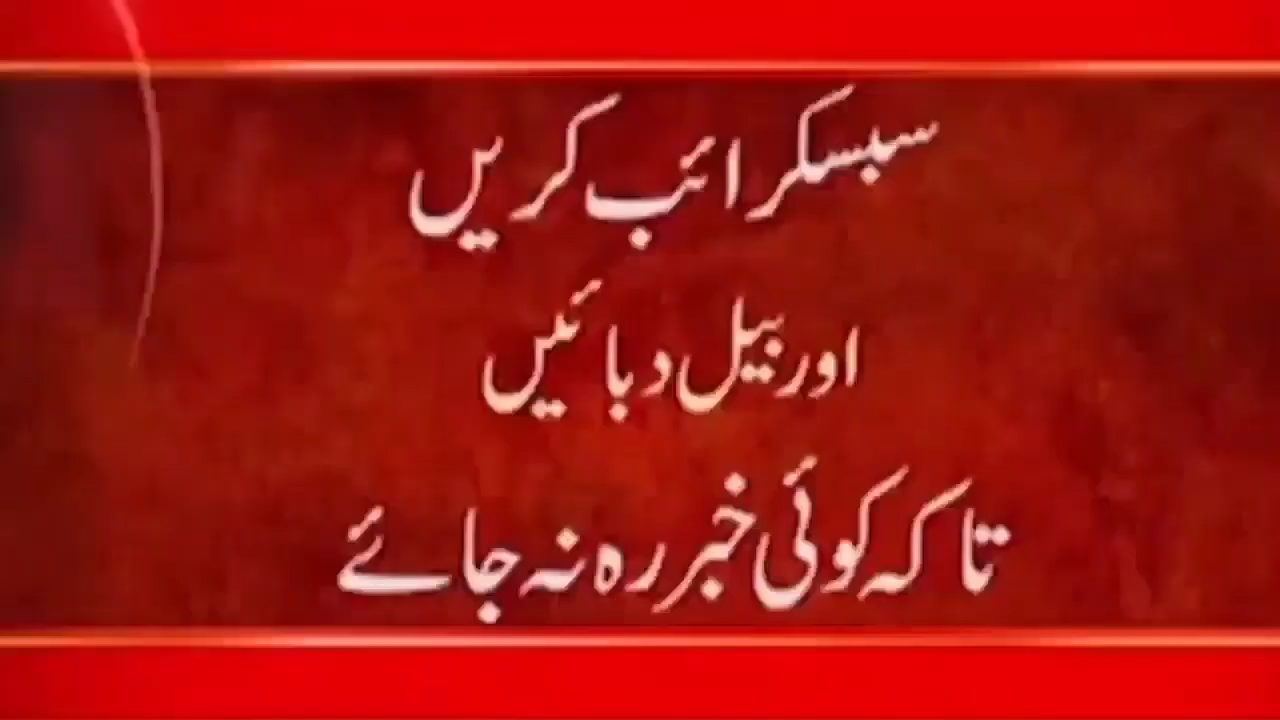 سبسکرائب کریں
اور بیل دبائیں
تاکہ کوئی خبر رہ نہ جائے